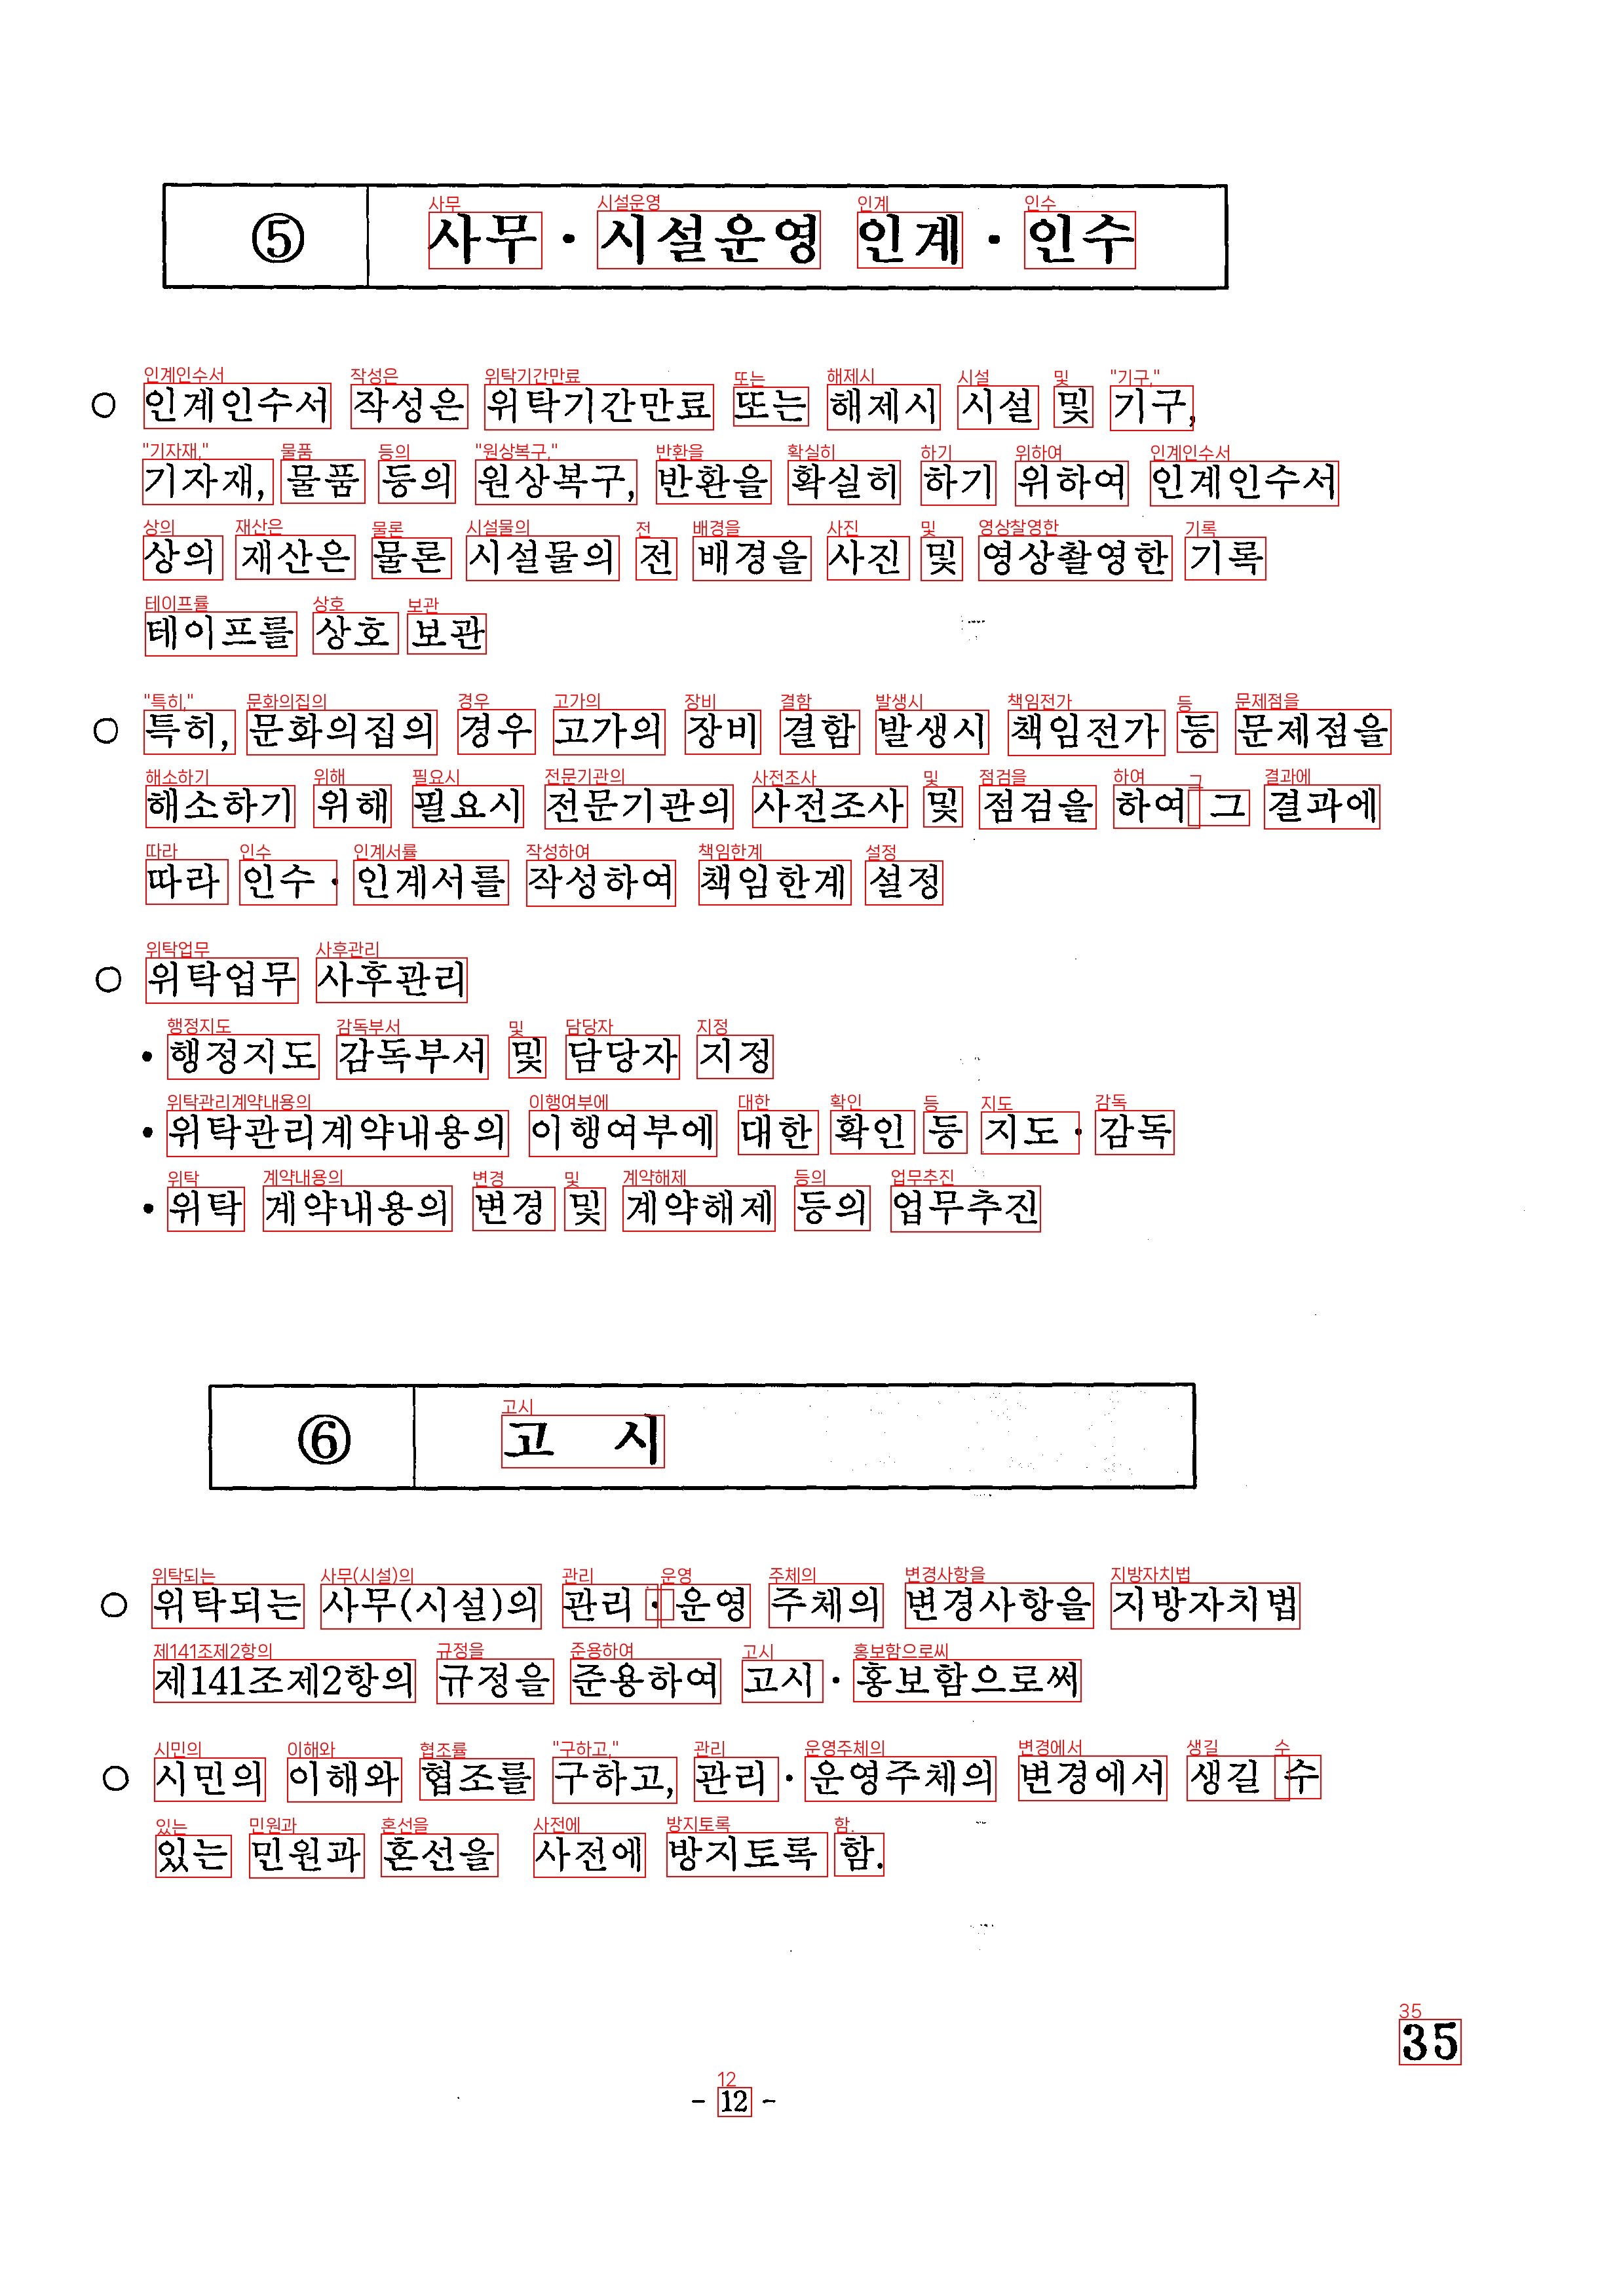 ⑤ 사무·시설운영 인계·인수
○ 인계인수서 작성은 위탁기간만료 또는 해제시 시설 및 기구,
기자재, 물품 등의 원상복구, 반환을 확실히 하기 위하여 인계인수서
상의 재산은 물론 시설물의 전 배경을 사진 및 영상촬영한 기록
테이프를 상호 보관
○ 특히, 문화의집의 경우 고가의 장비 결함 발생시 책임전가 등 문제점을
해소하기 위해 필요시 전문기관의 사전조사 및 점검을 하여 그 결과에
따라 인수·인계서를 작성하여 책임한계 설정
○ 위탁업무 사후관리
· 행정지도 감독부서 및 담당자 지정
· 위탁관리계약내용의 이행여부에 대한 확인 등 지도·감독
· 위탁 계약내용의 변경 및 계약해제 등의 업무추진
⑥ 고 시
○ 위탁되는 사무(시설)의 관리·운영 주체의 변경사항을 지방자치법
제141조제2항의 규정을 준용하여 고시·홍보함으로써
○ 시민의 이해와 협조를 구하고, 관리·운영주체의 변경에서 생길 수
있는 민원과 혼선을 사전에 방지토록 함.
35
- 12 -